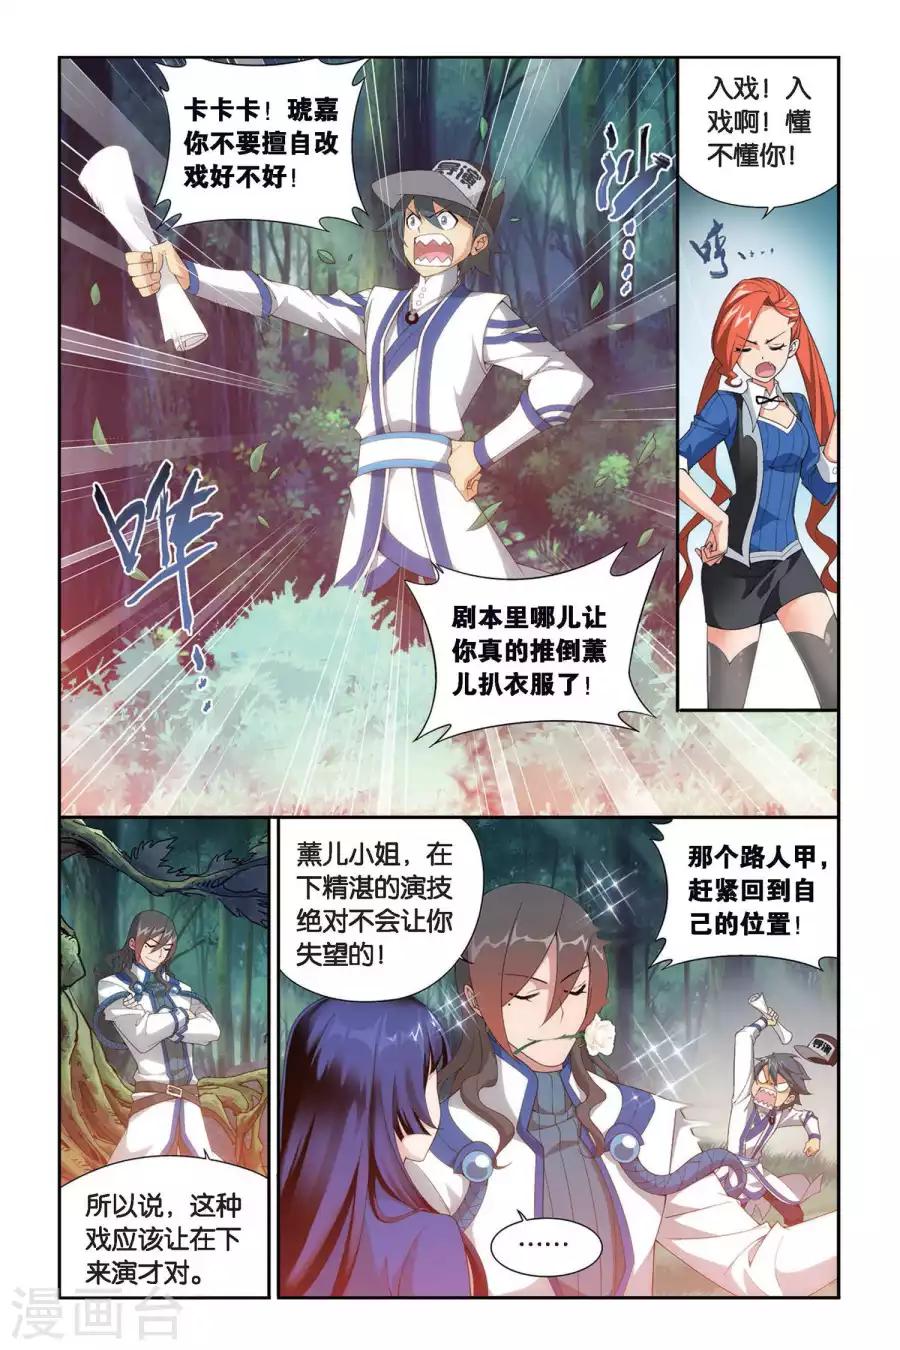 卡卡卡！琥嘉
你不要擅自改
戏好不好！
导演
沙
唯
入戏！入
戏啊！懂
不懂你！
哼、、、
剧本里哪儿让
你真的推倒薰
儿扒衣服了！
所以说，这种
戏应该让在下
来演才对。
薰儿小姐，在
下精湛的演技
绝对不会让你
失望的！
……
那个路人甲，
赶紧回到自
己的位置！
导演
漫画台